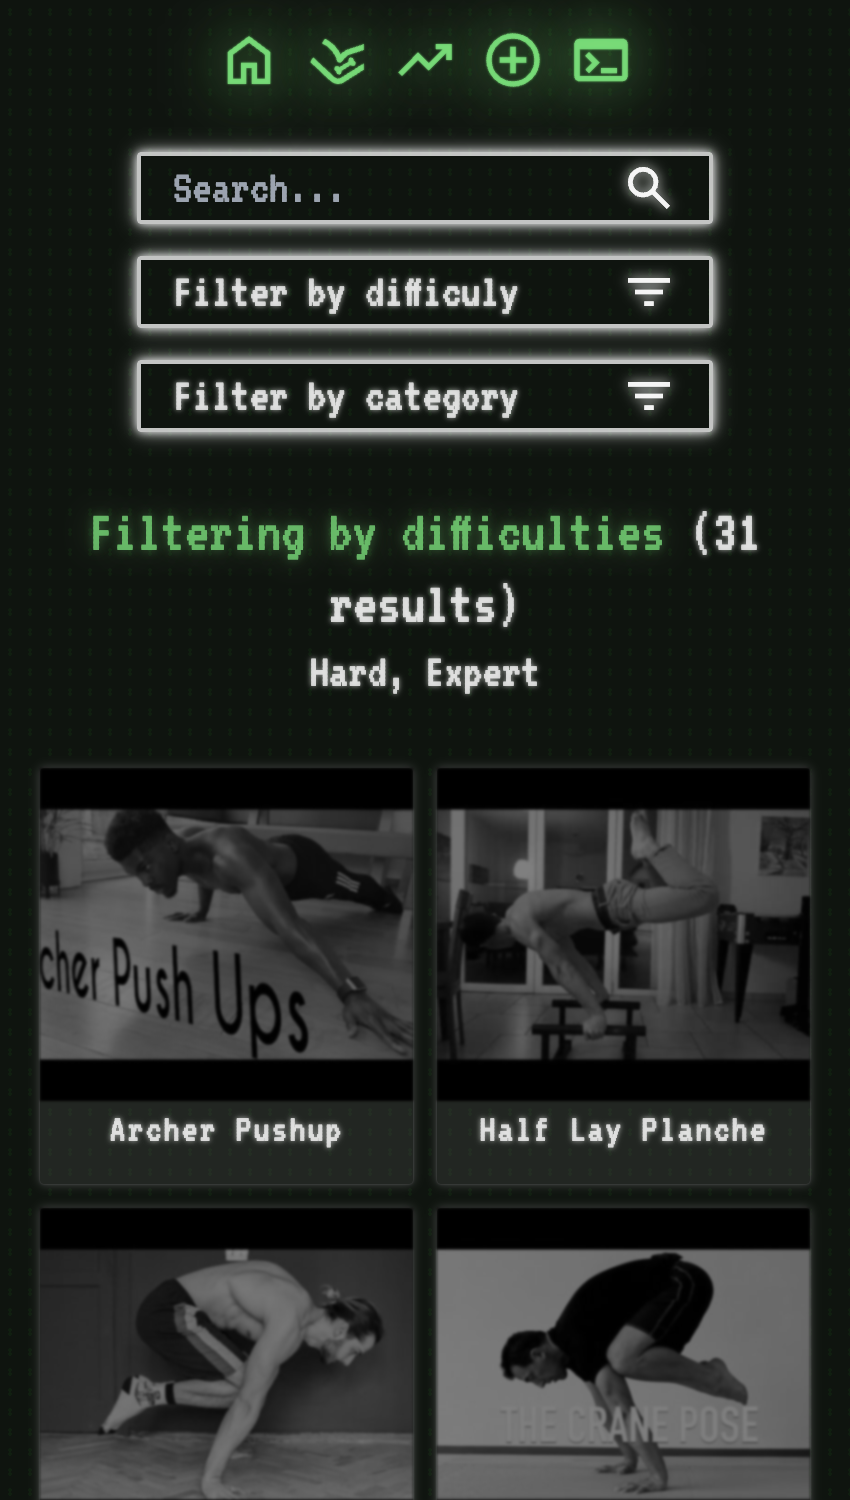 Search...
Filter by difficuly
Filter by category
Filtering by difficulties (31
results)
Hard, Expert
cher Push Ups
Archer Pushup
Half Lay Planche
THE CRANE POSE